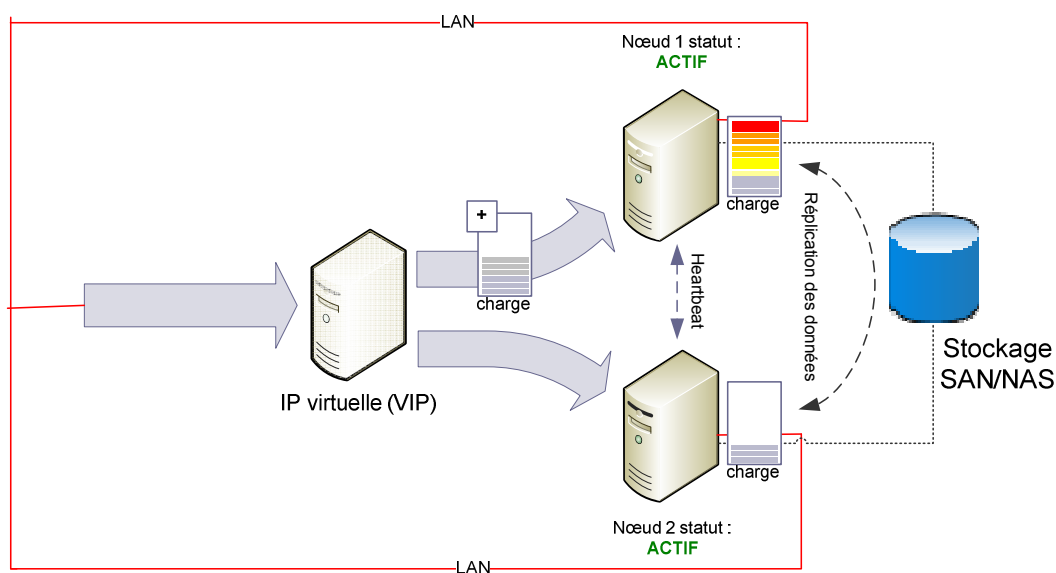 LAN
Nœud 1 statut :
ACTIF
+
charge
charge
IP virtuelle (VIP)
Heartbeat
Réplication des données
Stockage
SAN/NAS
charge
Nœud 2 statut :
ACTIF
LAN